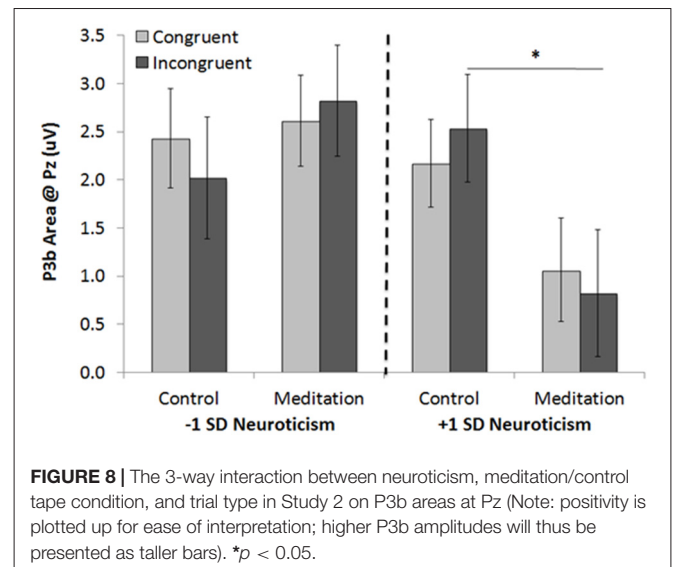 3.5
3.0
2.5
2.0
1.5
1.0
0.5
0.0
P3b Area @ Pz (uV)
Congruent
Incongruent
*
Control Meditation Control Meditation
-1 SD Neuroticism +1 SD Neuroticism
FIGURE 8 | The 3-way interaction between neuroticism, meditation/control
tape condition, and trial type in Study 2 on P3b areas at Pz (Note: positivity is
plotted up for ease of interpretation; higher P3b amplitudes will thus be
presented as taller bars). *p < 0.05.